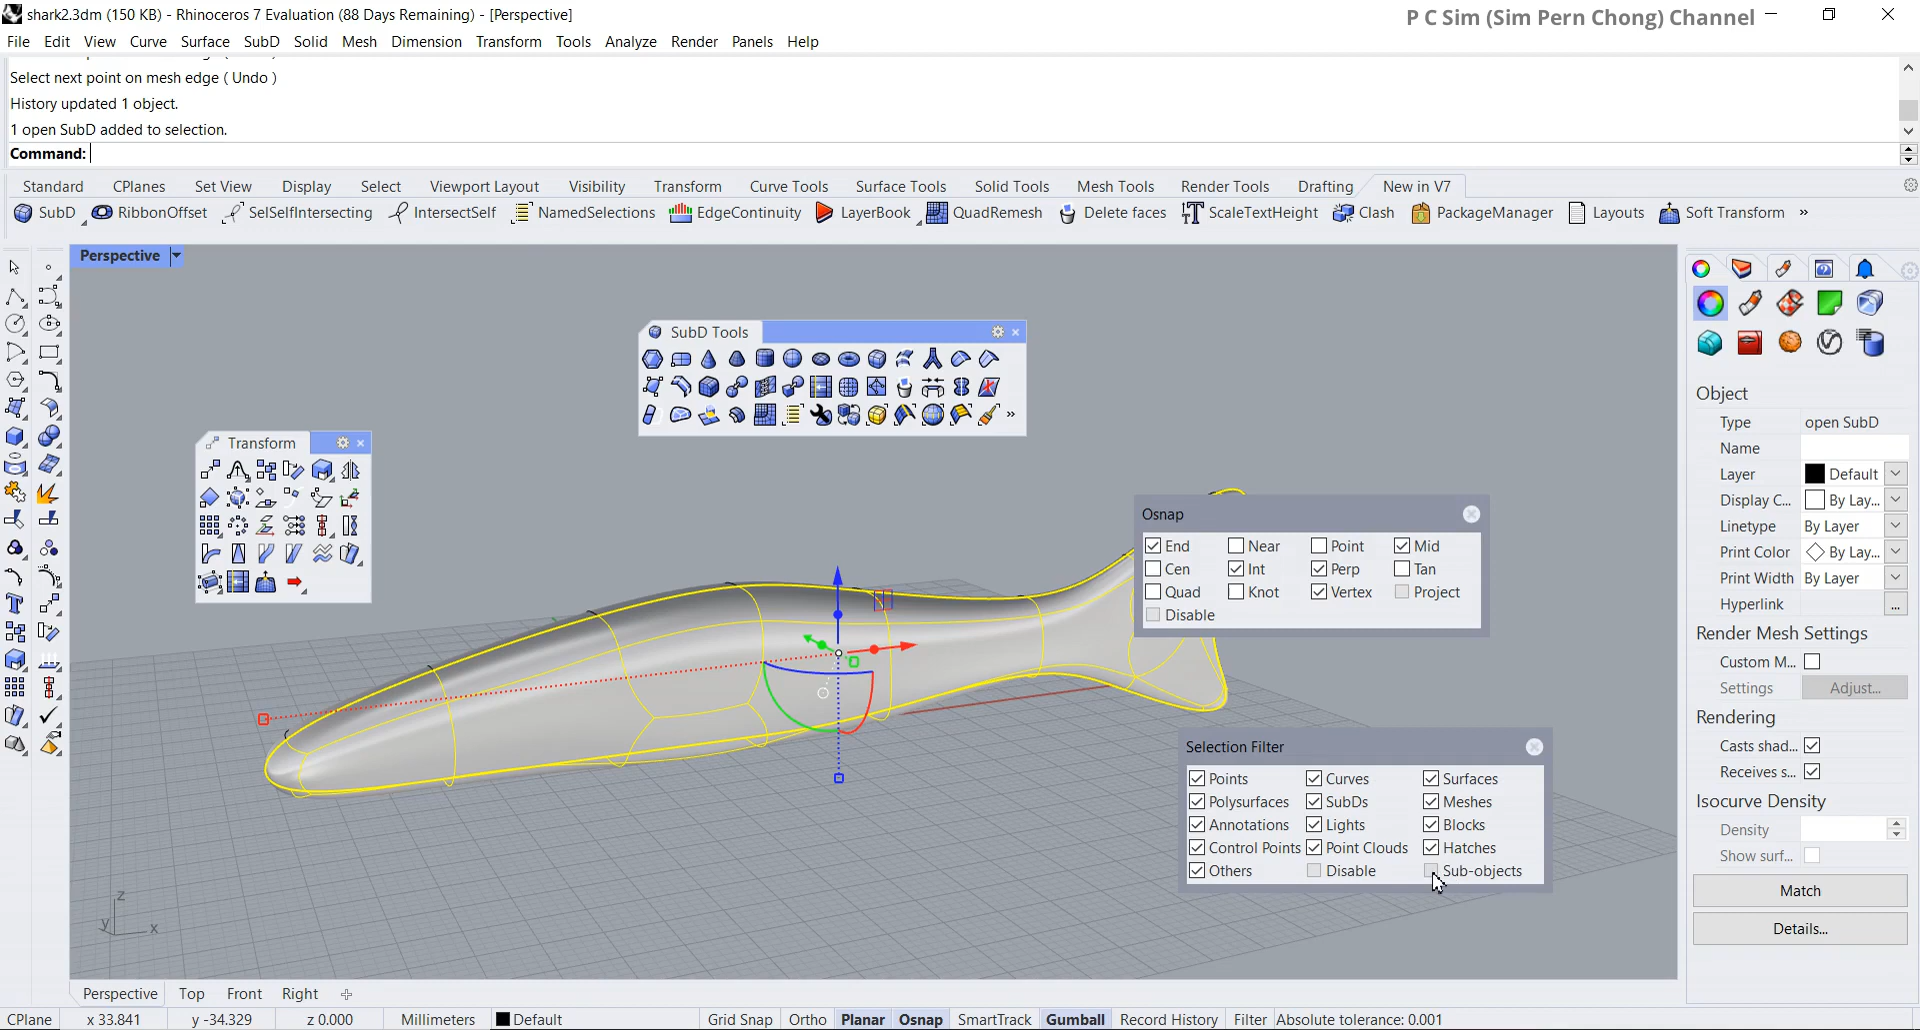 shark2.3dm (150 KB) - Rhinoceros 7 Evaluation (88 Days Remaining) - [Perspective]
P C Sim (Sim Pern Chong) Channel
File Edit View Curve Surface SubD Solid Mesh Dimension Transform Tools Analyze Render Panels Help
Select next point on mesh edge ( Undo )
History updated 1 object.
1 open SubD added to selection.
Command:
Standard CPlanes Set View Display Select Viewport Layout Visibility Transform Curve Tools Surface Tools Solid Tools Mesh Tools Render Tools Drafting New in V7
SubD RibbonOffset SelSelfIntersecting IntersectSelf NamedSelections EdgeContinuity LayerBook QuadRemesh Delete faces ScaleTextHeight Clash PackageManager Layouts Soft Transform »
Perspective
SubD Tools
»
Transform
Osnap
End Near Point Mid
Cen Int Perp Tan
Quad Knot Vertex Project
Disable
Selection Filter
Points Curves Surfaces
Polysurfaces SubDs Meshes
Annotations Lights Blocks
Control Points Point Clouds Hatches
Others Disable Sub-objects
Object
Type open SubD
Name
Layer Default
Display C... By Lay...
Linetype By Layer
Print Color By Lay...
Print Width By Layer
Hyperlink ...
Render Mesh Settings
Custom M...
Settings Adjust...
Rendering
Casts shad...
Receives s...
Isocurve Density
Density
Show surf...
Match
Details...
z
y x
Perspective Top Front Right
CPlane x 33.841 y -34.329 z 0.000 Millimeters Default Grid Snap Ortho Planar Osnap SmartTrack Gumball Record History Filter Absolute tolerance: 0.001